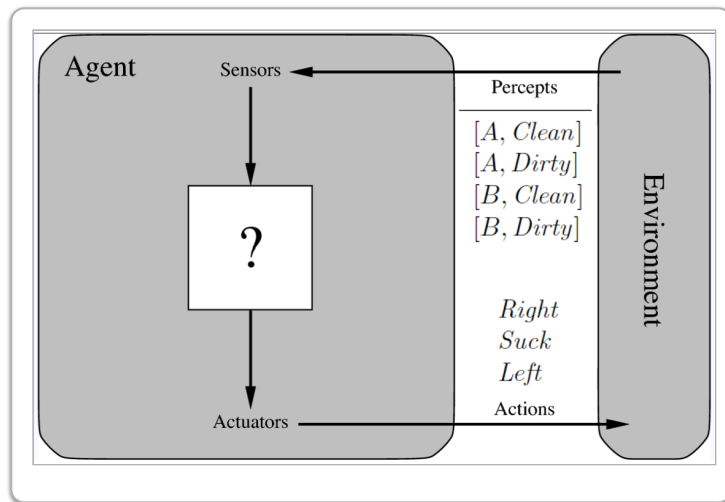 Agent
Sensors
Percepts
[A, Clean]
[A, Dirty]
[B, Clean]
[B, Dirty]
Environment
?
Right
Suck
Left
Actions
Actuators